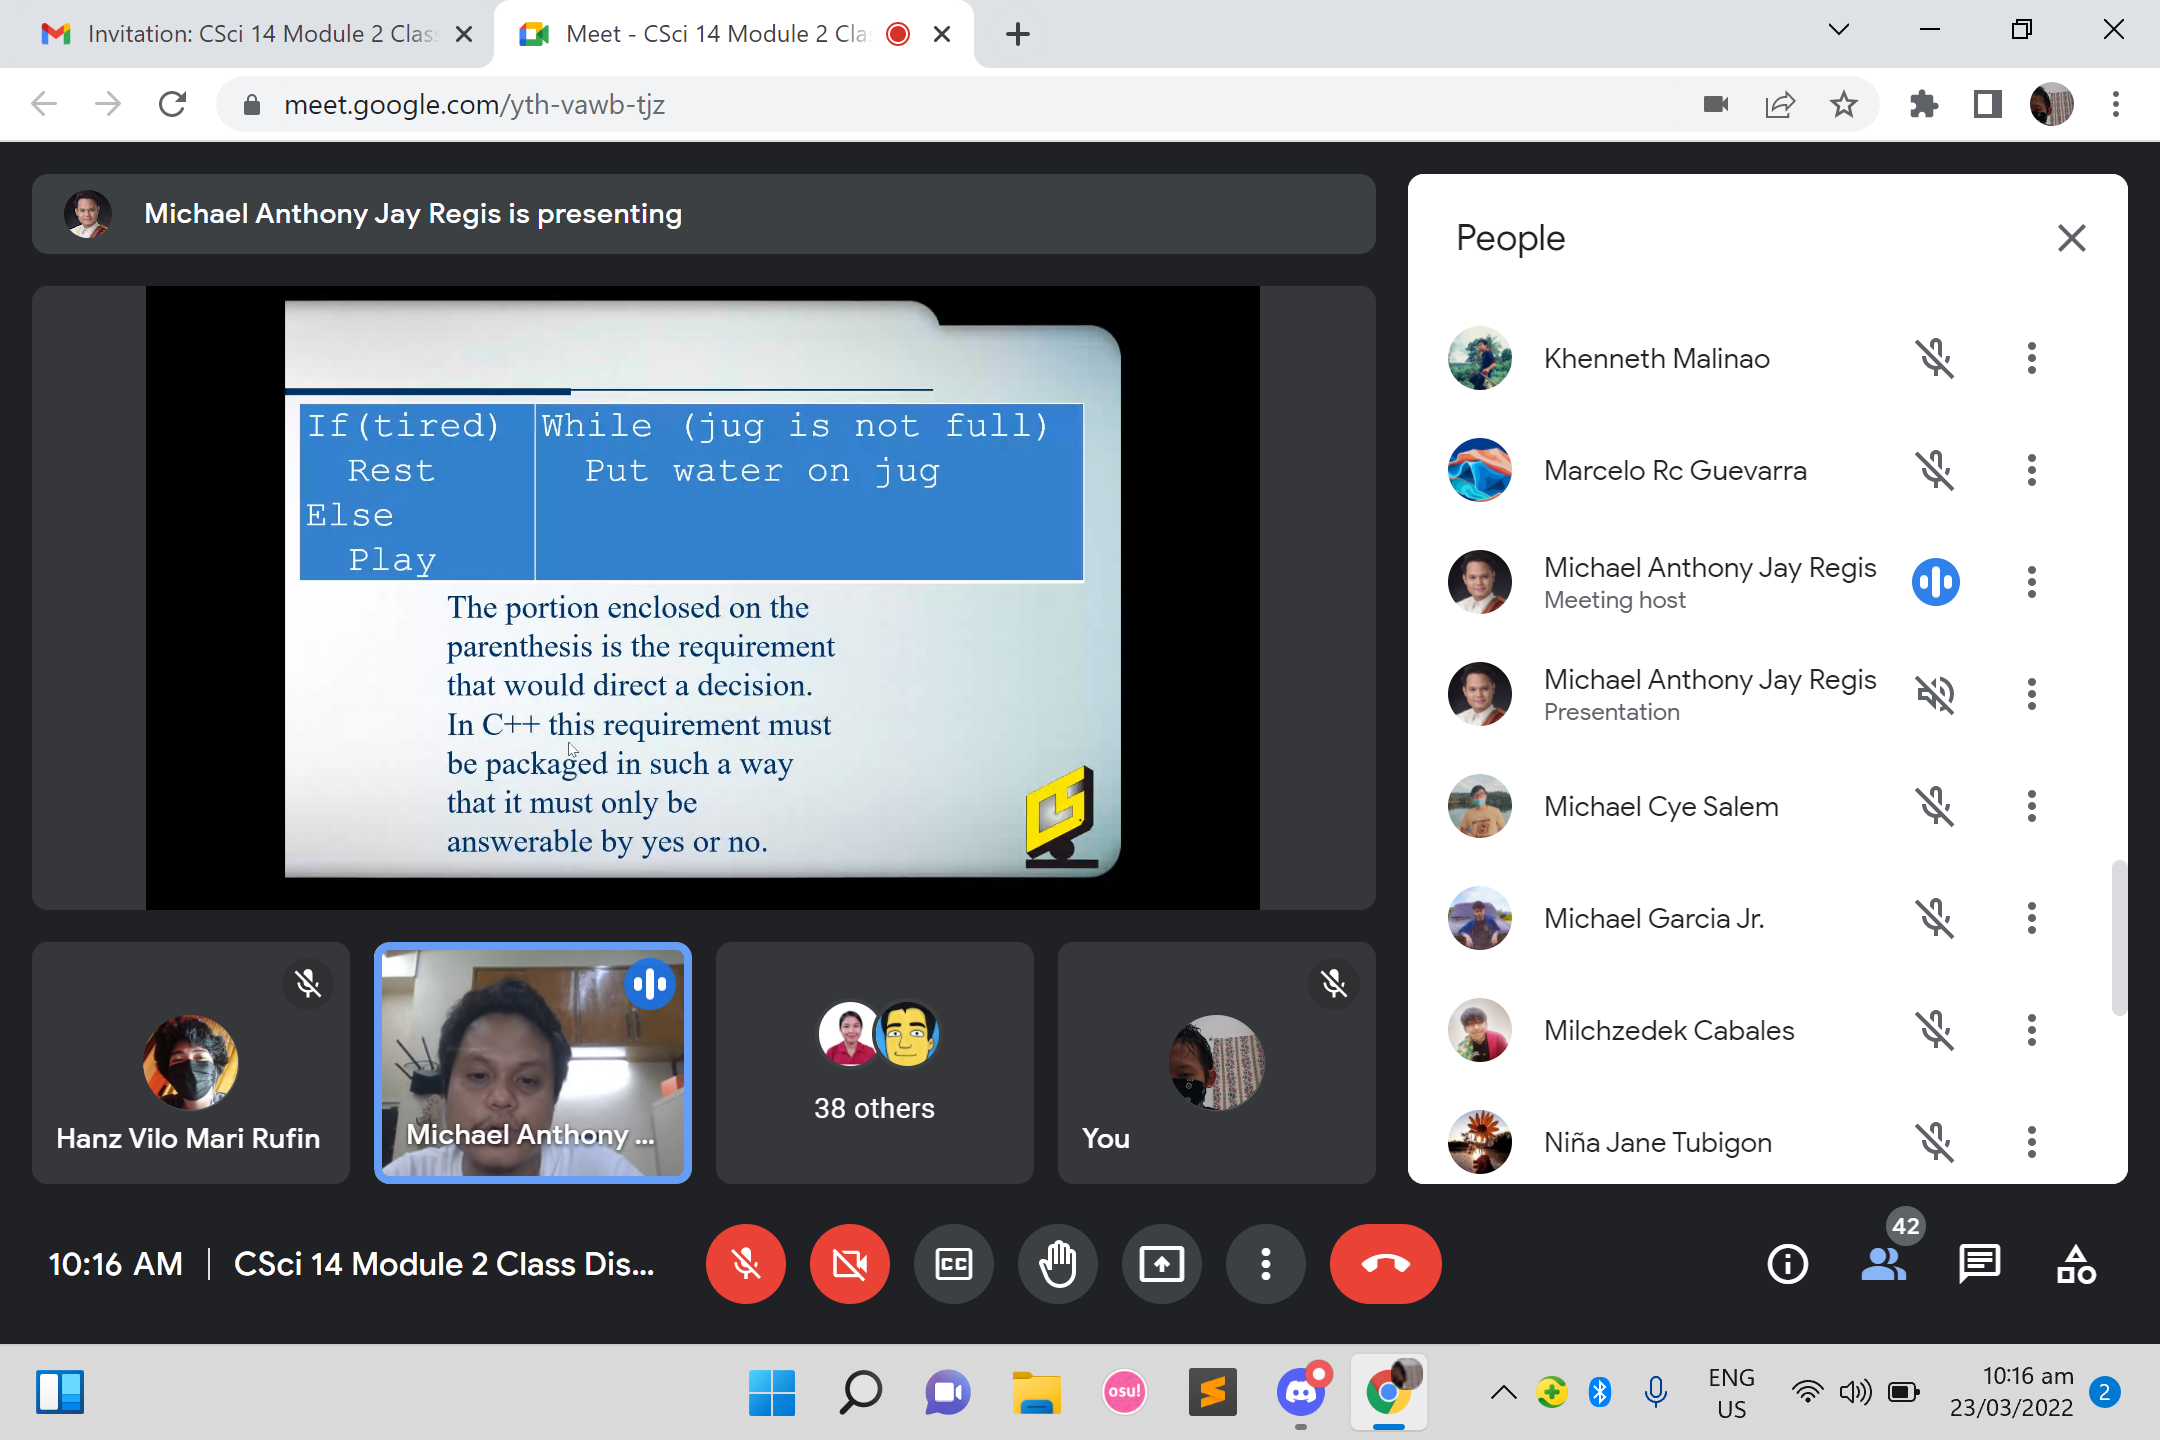 Invitation: CSci 14 Module 2 Clas
Meet - CSci 14 Module 2 Cla
meet.google.com/yth-vawb-tjz
Michael Anthony Jay Regis is presenting
If(tired)
Rest
Else
Play
While (jug is not full)
Put water on jug
The portion enclosed on the
parenthesis is the requirement
that would direct a decision.
In C++ this requirement must
be packaged in such a way
that it must only be
answerable by yes or no.
Hanz Vilo Mari Rufin
Michael Anthony ...
38 others
You
People
Khenneth Malinao
Marcelo Rc Guevarra
Michael Anthony Jay Regis
Meeting host
Michael Anthony Jay Regis
Presentation
Michael Cye Salem
Michael Garcia Jr.
Milchzedek Cabales
Niña Jane Tubigon
10:16 AM | CSci 14 Module 2 Class Dis...
CC
42
osu!
ENG
US
10:16 am
23/03/2022
2